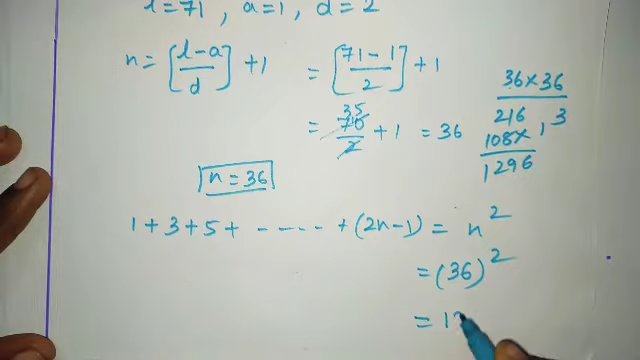 l = 71 , a = 1 , d = 2
n = [l-a/d] + 1 = [71-1/2] + 1
= 70/2 35 + 1 = 36
36 × 36
216
108× 1 3
1296
n = 36
1 + 3 + 5 + ---- + (2n-1) = n²
= (36)²
= 12